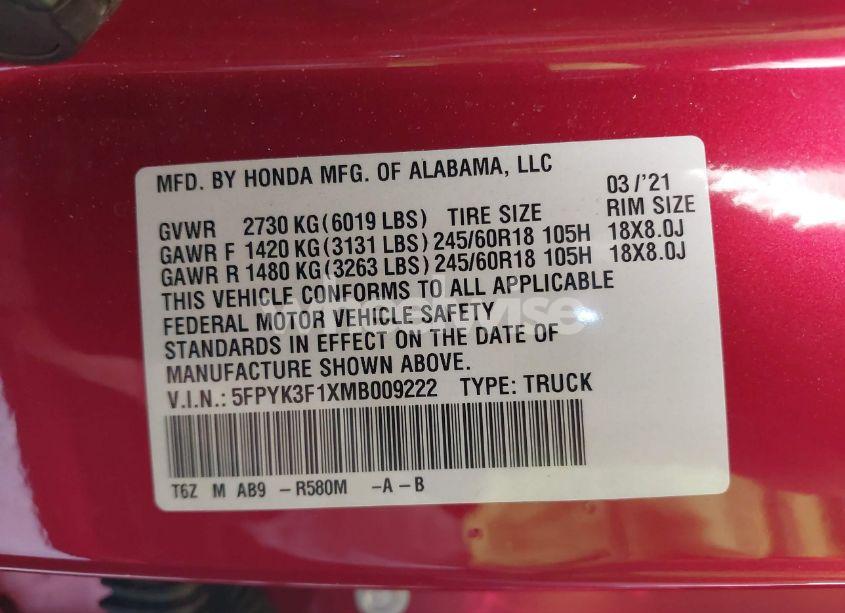 MFD. BY HONDA MFG. OF ALABAMA, LLC
03/'21
GVWR 2730 KG(6019 LBS) TIRE SIZE RIM SIZE
GAWR F 1420 KG(3131 LBS) 245/60R18 105H 18X8.0J
GAWR R 1480 KG(3263 LBS) 245/60R18 105H 18X8.0J
THIS VEHICLE CONFORMS TO ALL APPLICABLE
FEDERAL MOTOR VEHICLE SAFETY
STANDARDS IN EFFECT ON THE DATE OF
MANUFACTURE SHOWN ABOVE.
V.I.N.: 5FPYK3F1XMB009222 TYPE: TRUCK
T6Z M AB9 -R580M -A-B